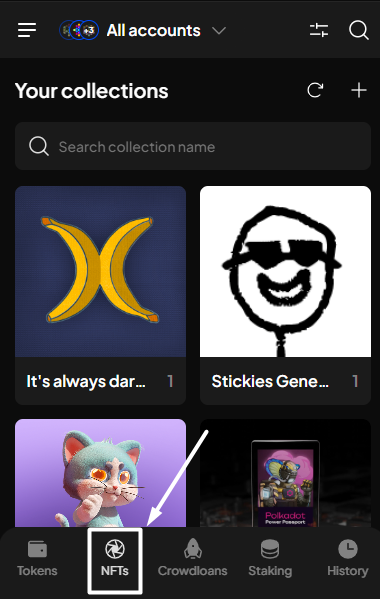 +3 All accounts
Your collections
Search collection name
It's always dar... 1
Stickies Gene... 1
Polkadot
Power Passport
Tokens
NFTs
Crowdloans
Staking
History